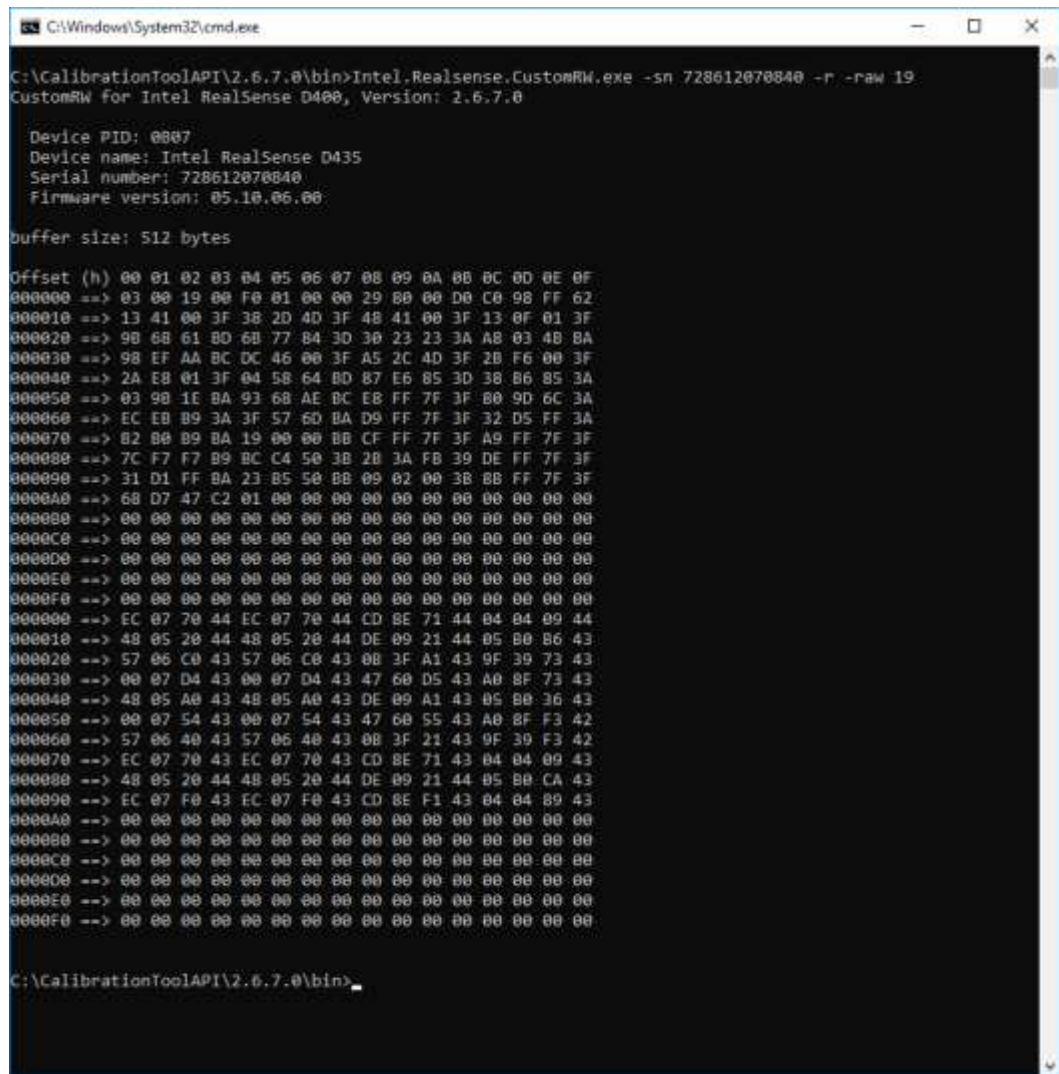 C:\Windows\System32\cmd.exe
C:\CalibrationToolAPI\2.6.7.0\bin>Intel.Realsense.CustomRW.exe -sn 728612070840 -r -raw 19
CustomRW for Intel RealSense D400, Version: 2.6.7.0
Device PID: 0B07
Device name: Intel RealSense D435
Serial number: 728612070840
Firmware version: 05.10.06.00
buffer size: 512 bytes
Offset (h) 00 01 02 03 04 05 06 07 08 09 0A 0B 0C 0D 0E 0F
000000 ==> 03 00 19 00 F0 01 00 00 29 80 00 D0 C0 98 FF 62
000010 ==> 13 41 00 3F 38 2D 4D 3F 48 41 00 3F 13 0F 01 3F
000020 ==> 9B 68 61 BD 6B 77 84 3D 30 23 23 3A A8 03 4B BA
000030 ==> 98 EF AA BC DC 46 00 3F A5 2C 4D 3F 2B F6 00 3F
000040 ==> 2A E8 01 3F 04 58 64 BD 87 E6 85 3D 38 B6 85 3A
000050 ==> 03 9B 1E BA 93 68 AE BC E8 FF 7F 3F B0 9D 6C 3A
000060 ==> EC EB B9 3A 3F 57 6D BA D9 FF 7F 3F 32 D5 FF 3A
000070 ==> B2 B0 B9 BA 19 00 00 BB CF FF 7F 3F A9 FF 7F 3F
000080 ==> 7C F7 F7 B9 BC C4 50 3B 2B 3A FB 39 DE FF 7F 3F
000090 ==> 31 D1 FF BA 23 B5 50 BB 09 02 00 3B 8B FF 7F 3F
0000A0 ==> 68 D7 47 C2 01 00 00 00 00 00 00 00 00 00 00 00
0000B0 ==> 00 00 00 00 00 00 00 00 00 00 00 00 00 00 00 00
0000C0 ==> 00 00 00 00 00 00 00 00 00 00 00 00 00 00 00 00
0000D0 ==> 00 00 00 00 00 00 00 00 00 00 00 00 00 00 00 00
0000E0 ==> 00 00 00 00 00 00 00 00 00 00 00 00 00 00 00 00
0000F0 ==> 00 00 00 00 00 00 00 00 00 00 00 00 00 00 00 00
000000 ==> EC 07 70 44 EC 07 70 44 CD 8E 71 44 04 04 09 44
000010 ==> 48 05 20 44 48 05 20 44 DE 09 21 44 05 B0 B6 43
000020 ==> 57 06 C0 43 57 06 C0 43 0B 3F A1 43 9F 39 73 43
000030 ==> 00 07 D4 43 00 07 D4 43 47 60 D5 43 A0 8F 73 43
000040 ==> 48 05 A0 43 48 05 A0 43 DE 09 A1 43 05 B0 36 43
000050 ==> 00 07 54 43 00 07 54 43 47 60 55 43 A0 8F F3 42
000060 ==> 57 06 40 43 57 06 40 43 0B 3F 21 43 9F 39 F3 42
000070 ==> EC 07 70 43 EC 07 70 43 CD 8E 71 43 04 04 09 43
000080 ==> 48 05 20 44 48 05 20 44 DE 09 21 44 05 B0 CA 43
000090 ==> EC 07 F0 43 EC 07 F0 43 CD 8E F1 43 04 04 89 43
0000A0 ==> 00 00 00 00 00 00 00 00 00 00 00 00 00 00 00 00
0000B0 ==> 00 00 00 00 00 00 00 00 00 00 00 00 00 00 00 00
0000C0 ==> 00 00 00 00 00 00 00 00 00 00 00 00 00 00 00 00
0000D0 ==> 00 00 00 00 00 00 00 00 00 00 00 00 00 00 00 00
0000E0 ==> 00 00 00 00 00 00 00 00 00 00 00 00 00 00 00 00
0000F0 ==> 00 00 00 00 00 00 00 00 00 00 00 00 00 00 00 00
C:\CalibrationToolAPI\2.6.7.0\bin>